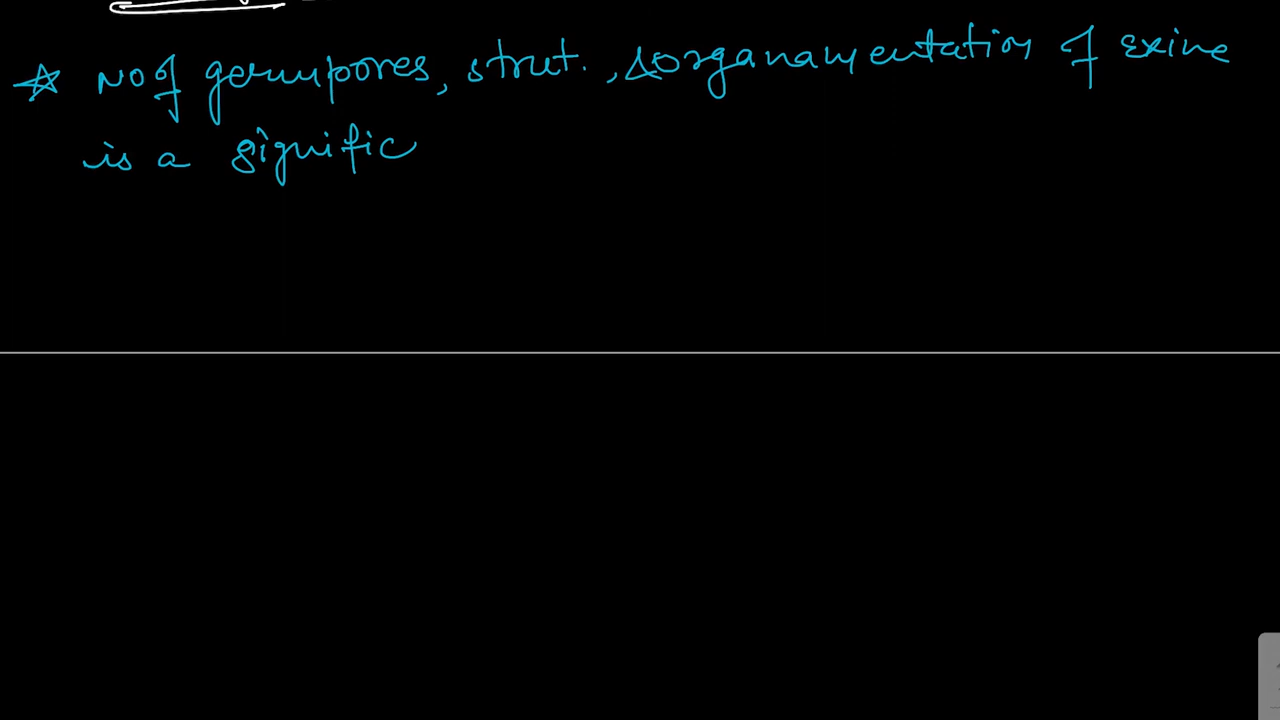 ☆ No of germpores, strut., & organamentation of exine
is a signific